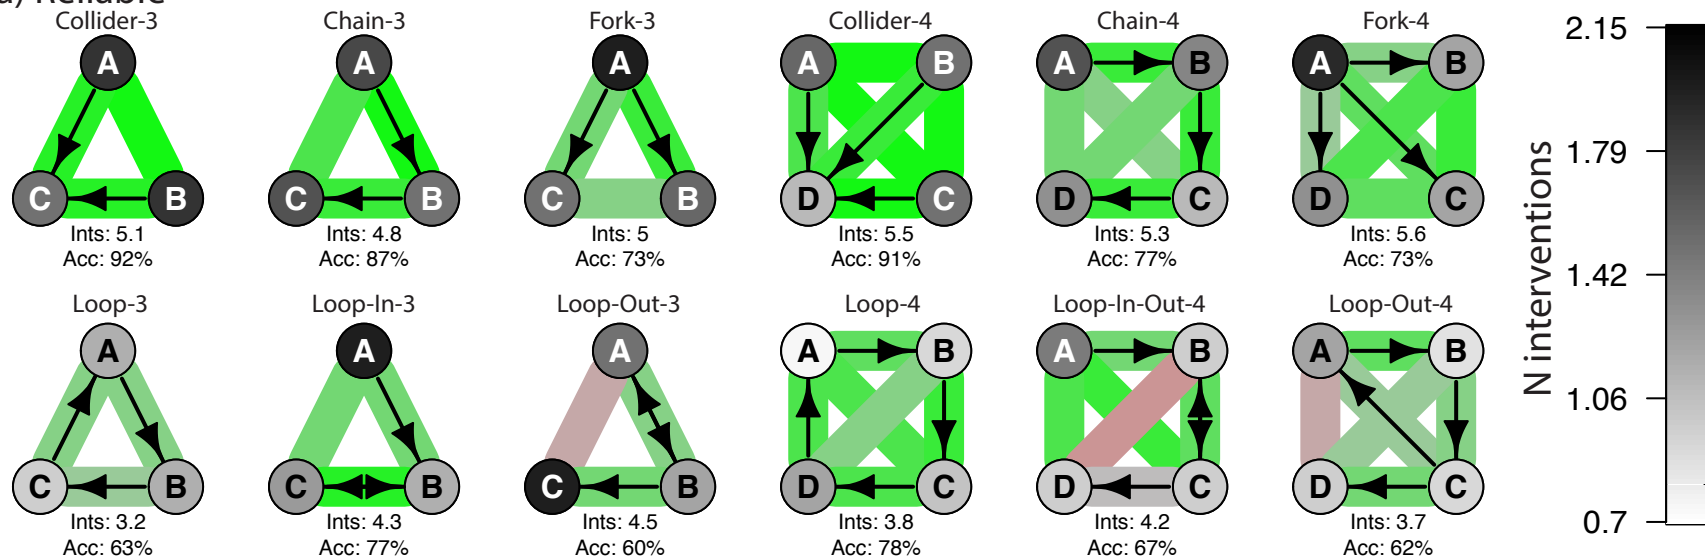 a) Reliable
Collider-3 Chain-3 Fork-3 Collider-4 Chain-4 Fork-4
A A A A B A B A B
C B C B C B D C D C D C
Ints: 5.1 Ints: 4.8 Ints: 5 Ints: 5.5 Ints: 5.3 Ints: 5.6
Acc: 92% Acc: 87% Acc: 73% Acc: 91% Acc: 77% Acc: 73%
Loop-3 Loop-In-3 Loop-Out-3 Loop-4 Loop-In-Out-4 Loop-Out-4
A A A A B A B A B
C B C B C B D C D C D C
Ints: 3.2 Ints: 4.3 Ints: 4.5 Ints: 3.8 Ints: 4.2 Ints: 3.7
Acc: 63% Acc: 77% Acc: 60% Acc: 78% Acc: 67% Acc: 62%
N interventions
2.15
1.79
1.42
1.06
0.7